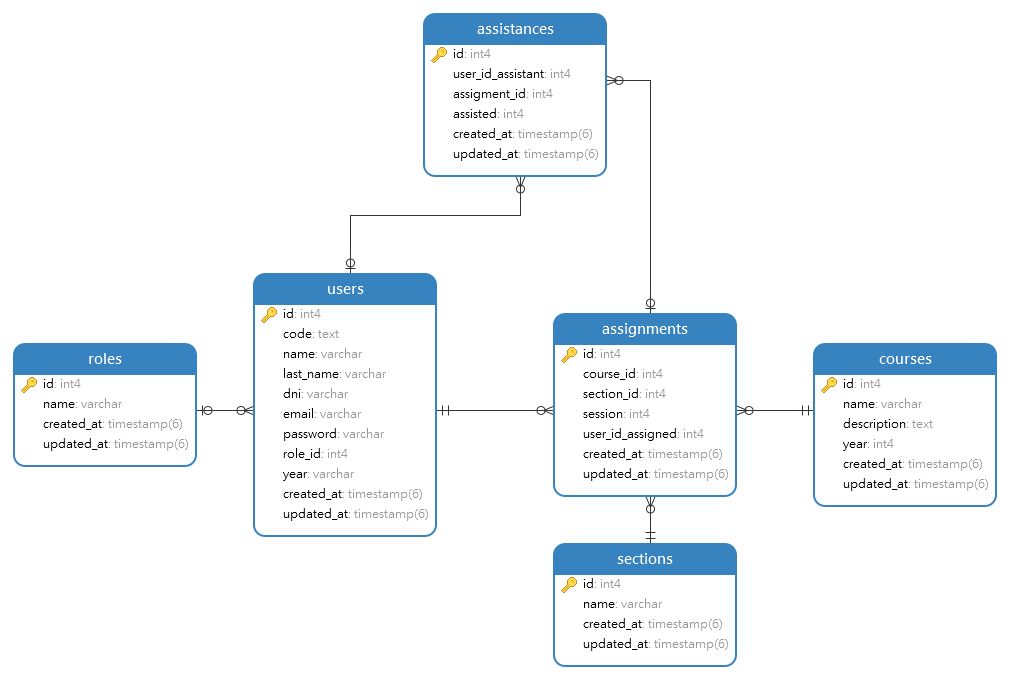 assistances
id: int4
user_id_assistant: int4
assigment_id: int4
assisted: int4
created_at: timestamp(6)
updated_at: timestamp(6)
users
id: int4
code: text
name: varchar
last_name: varchar
dni: varchar
email: varchar
password: varchar
role_id: int4
year: varchar
created_at: timestamp(6)
updated_at: timestamp(6)
assignments
id: int4
course_id: int4
section_id: int4
session: int4
user_id_assigned: int4
created_at: timestamp(6)
updated_at: timestamp(6)
roles
id: int4
name: varchar
created_at: timestamp(6)
updated_at: timestamp(6)
courses
id: int4
name: varchar
description: text
year: int4
created_at: timestamp(6)
updated_at: timestamp(6)
sections
id: int4
name: varchar
created_at: timestamp(6)
updated_at: timestamp(6)